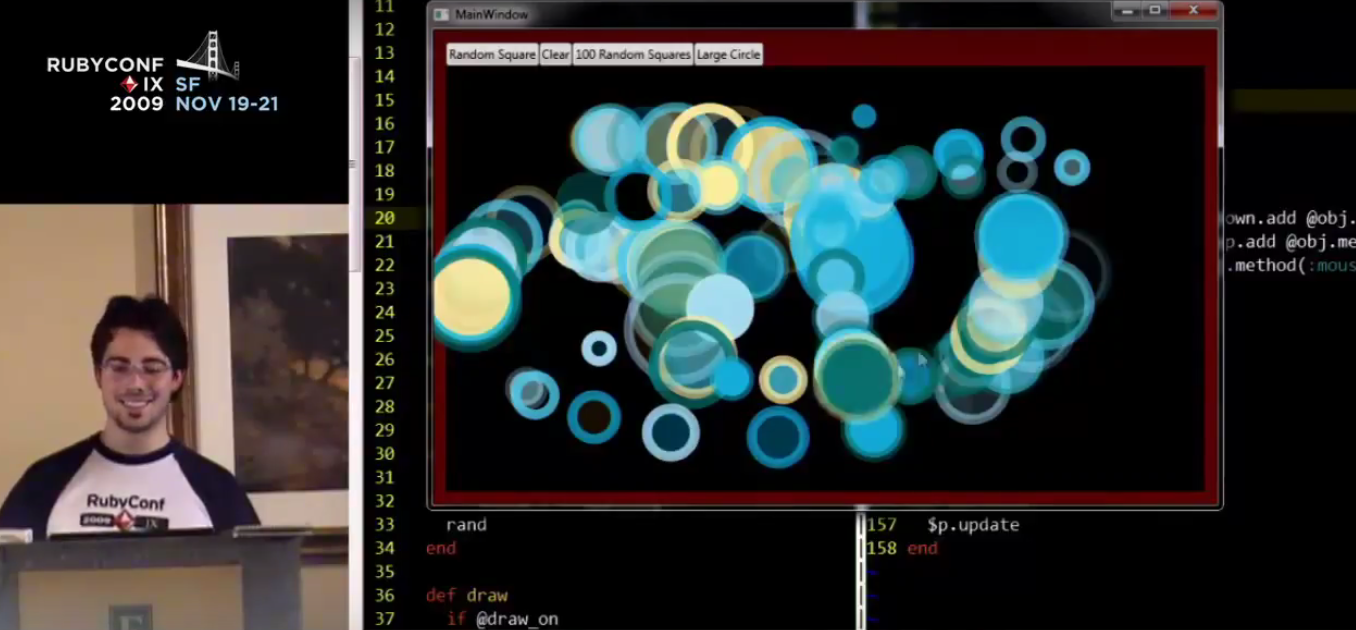 RUBYCONF
IX SF
2009 NOV 19-21
RubyConf
2009 IX
MainWindow
Random Square Clear 100 Random Squares Large Circle
11
12
13
14
15
16
17
18
19
20 own.add @obj.
21 p.add @obj.me
22 .method(:mous
23
24
25
26
27
28
29
30
31
32
33 rand 157 $p.update
34 end 158 end
35 ~
36 def draw ~
37 if @draw_on ~